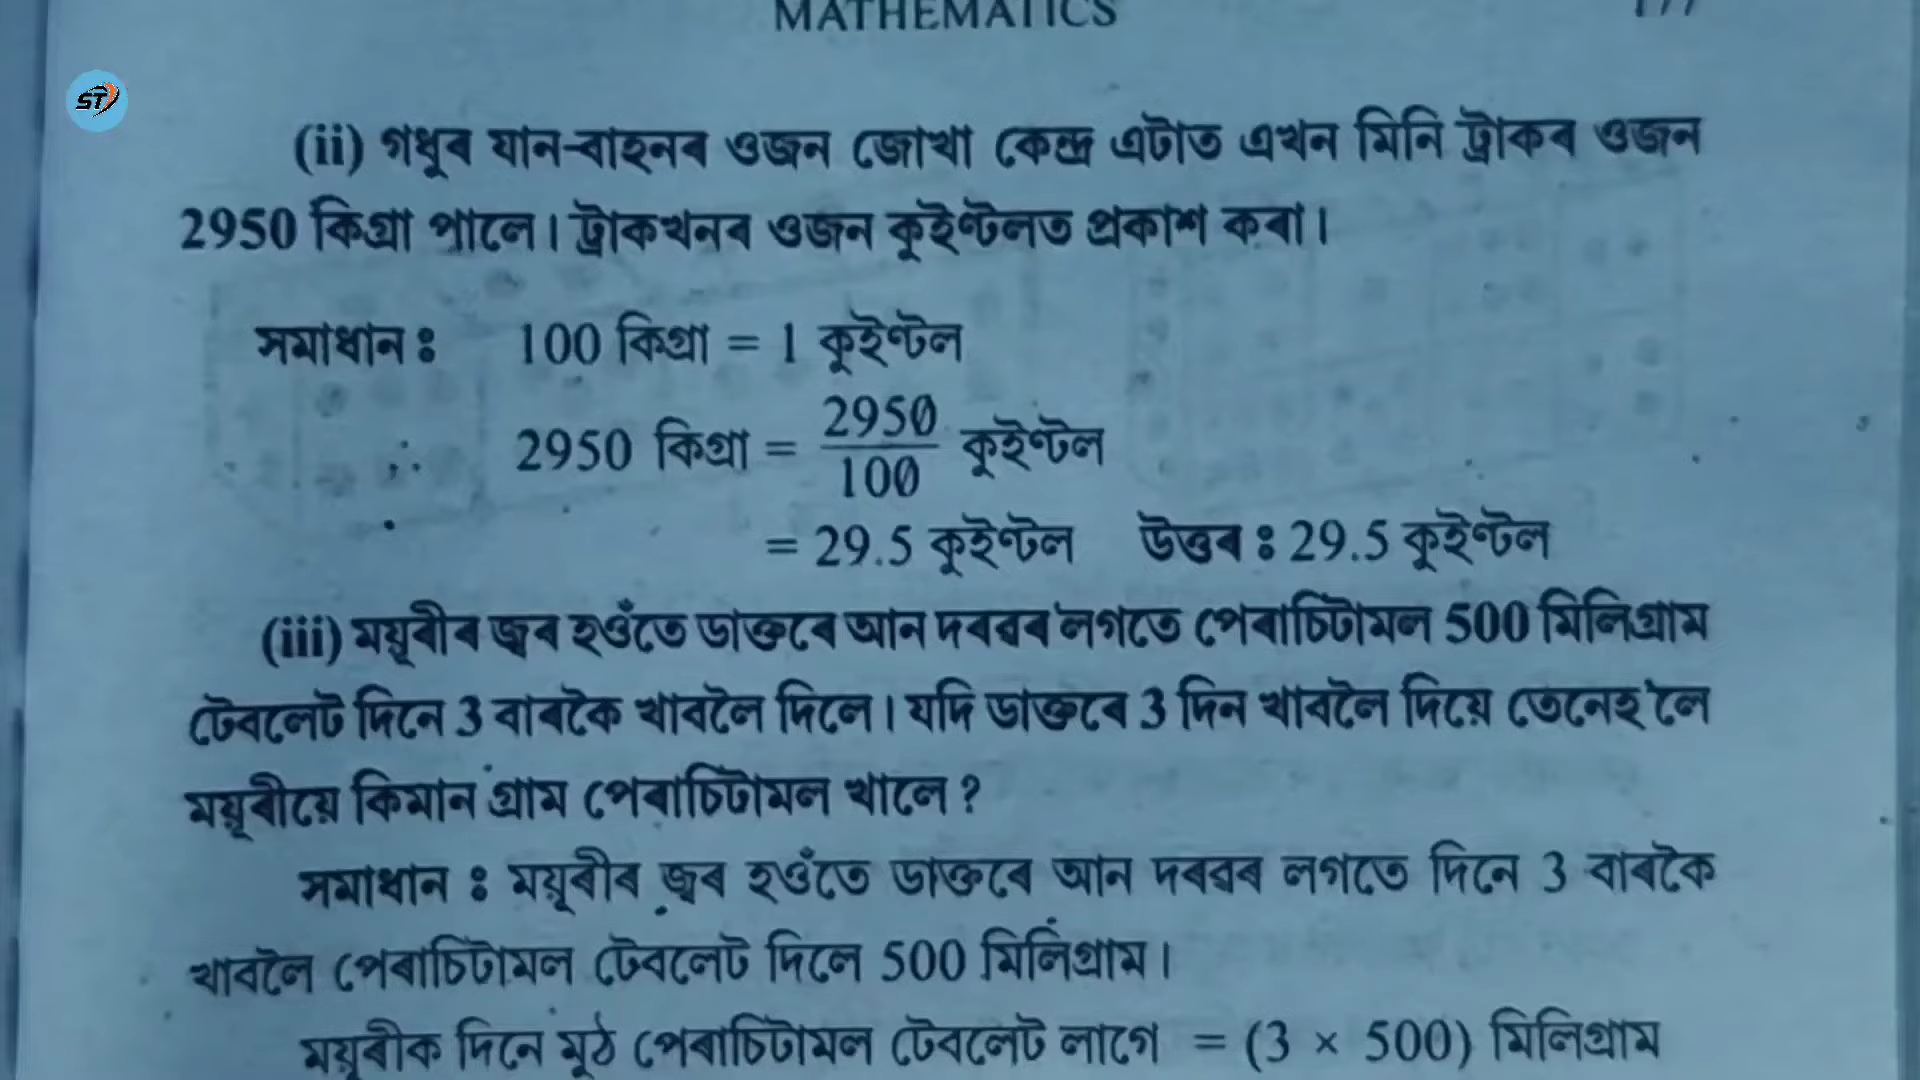 MATHEMATICS 177
ST
(ii) গধুৰ যান-বাহনৰ ওজন জোখা কেন্দ্ৰ এটাত এখন মিনি ট্ৰাকৰ ওজন
2950 কিগ্ৰা পালে। ট্ৰাকখনৰ ওজন কুইণ্টলত প্ৰকাশ কৰা।
সমাধান ঃ 100 কিগ্ৰা = 1 কুইণ্টল
∴ 2950 কিগ্ৰা = 2950/100 কুইণ্টল
= 29.5 কুইণ্টল উত্তৰ ঃ 29.5 কুইণ্টল
(iii) ময়ূৰীৰ জ্বৰ হওঁতে ডাক্তৰে আন দৰবৰ লগতে পেৰাচিটামল 500 মিলিগ্ৰাম
টেবলেট দিনে 3 বাৰকৈ খাবলৈ দিলে। যদি ডাক্তৰে 3 দিন খাবলৈ দিয়ে তেনেহ'লে
ময়ূৰীয়ে কিমান গ্ৰাম পেৰাচিটামল খালে ?
সমাধান ঃ ময়ূৰীৰ জ্বৰ হওঁতে ডাক্তৰে আন দৰবৰ লগতে দিনে 3 বাৰকৈ
খাবলৈ পেৰাচিটামল টেবলেট দিলে 500 মিলিগ্ৰাম।
ময়ূৰীক দিনে মুঠ পেৰাচিটামল টেবলেট লাগে = (3 × 500) মিলিগ্ৰাম